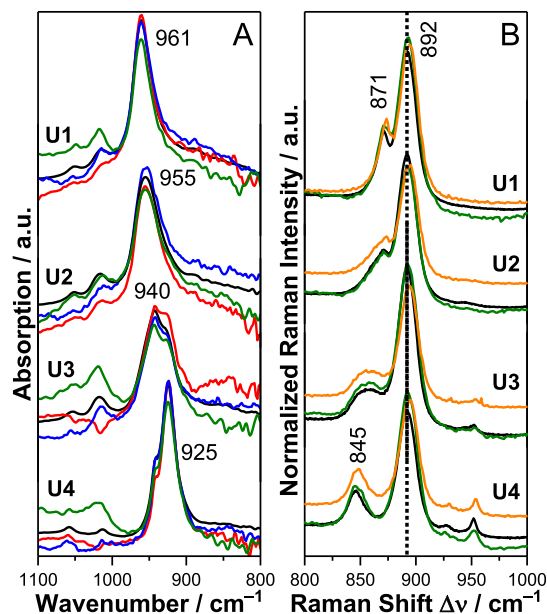 A
B
961
892
871
U1
U1
955
U2
U2
940
U3
U3
925
845
U4
U4
Absorption / a.u.
Normalized Raman Intensity / a.u.
1100 1000 900 800
800 850 900 950 1000
Wavenumber / cm⁻¹
Raman Shift Δν / cm⁻¹